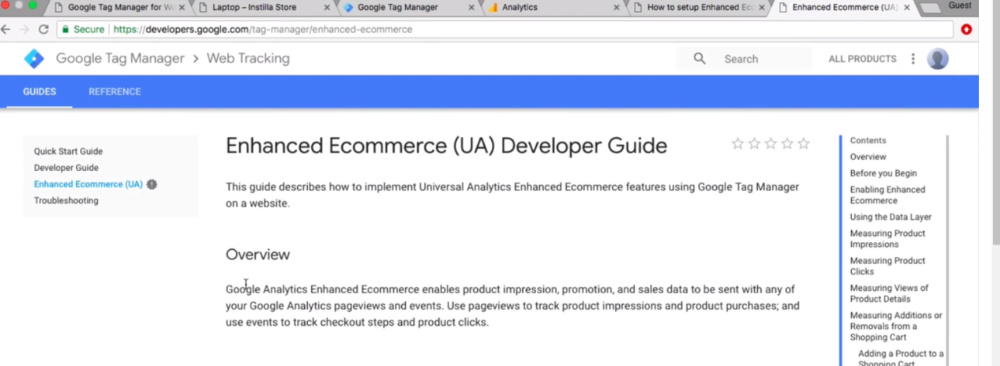 Google Tag Manager for W
Laptop – Instilla Store
Google Tag Manager
Analytics
How to setup Enhanced Ec
Enhanced Ecommerce (UA)
Guest
Secure
https://developers.google.com/tag-manager/enhanced-ecommerce
Google Tag Manager > Web Tracking
Search
ALL PRODUCTS
GUIDES
REFERENCE
Quick Start Guide
Developer Guide
Enhanced Ecommerce (UA)
Troubleshooting
Enhanced Ecommerce (UA) Developer Guide
This guide describes how to implement Universal Analytics Enhanced Ecommerce features using Google Tag Manager
on a website.
Overview
Google Analytics Enhanced Ecommerce enables product impression, promotion, and sales data to be sent with any of
your Google Analytics pageviews and events. Use pageviews to track product impressions and product purchases; and
use events to track checkout steps and product clicks.
Contents
Overview
Before you Begin
Enabling Enhanced
Ecommerce
Using the Data Layer
Measuring Product
Impressions
Measuring Product
Clicks
Measuring Views of
Product Details
Measuring Additions or
Removals from a
Shopping Cart
Adding a Product to a
Shopping Cart